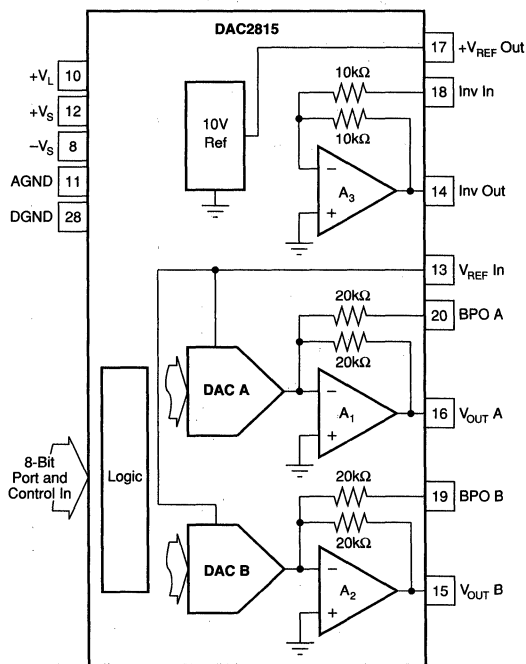 DAC2815
17 +VREF Out
+VL 10
10kΩ
18 Inv In
+VS 12
10V
Ref
10kΩ
−VS 8
−
AGND 11
A3
14 Inv Out
DGND 28
+
13 VREF In
20kΩ
20 BPO A
20kΩ
DAC A
−
A1
16 VOUT A
+
8-Bit
Port and
Control In
Logic
20kΩ
19 BPO B
20kΩ
DAC B
−
A2
15 VOUT B
+